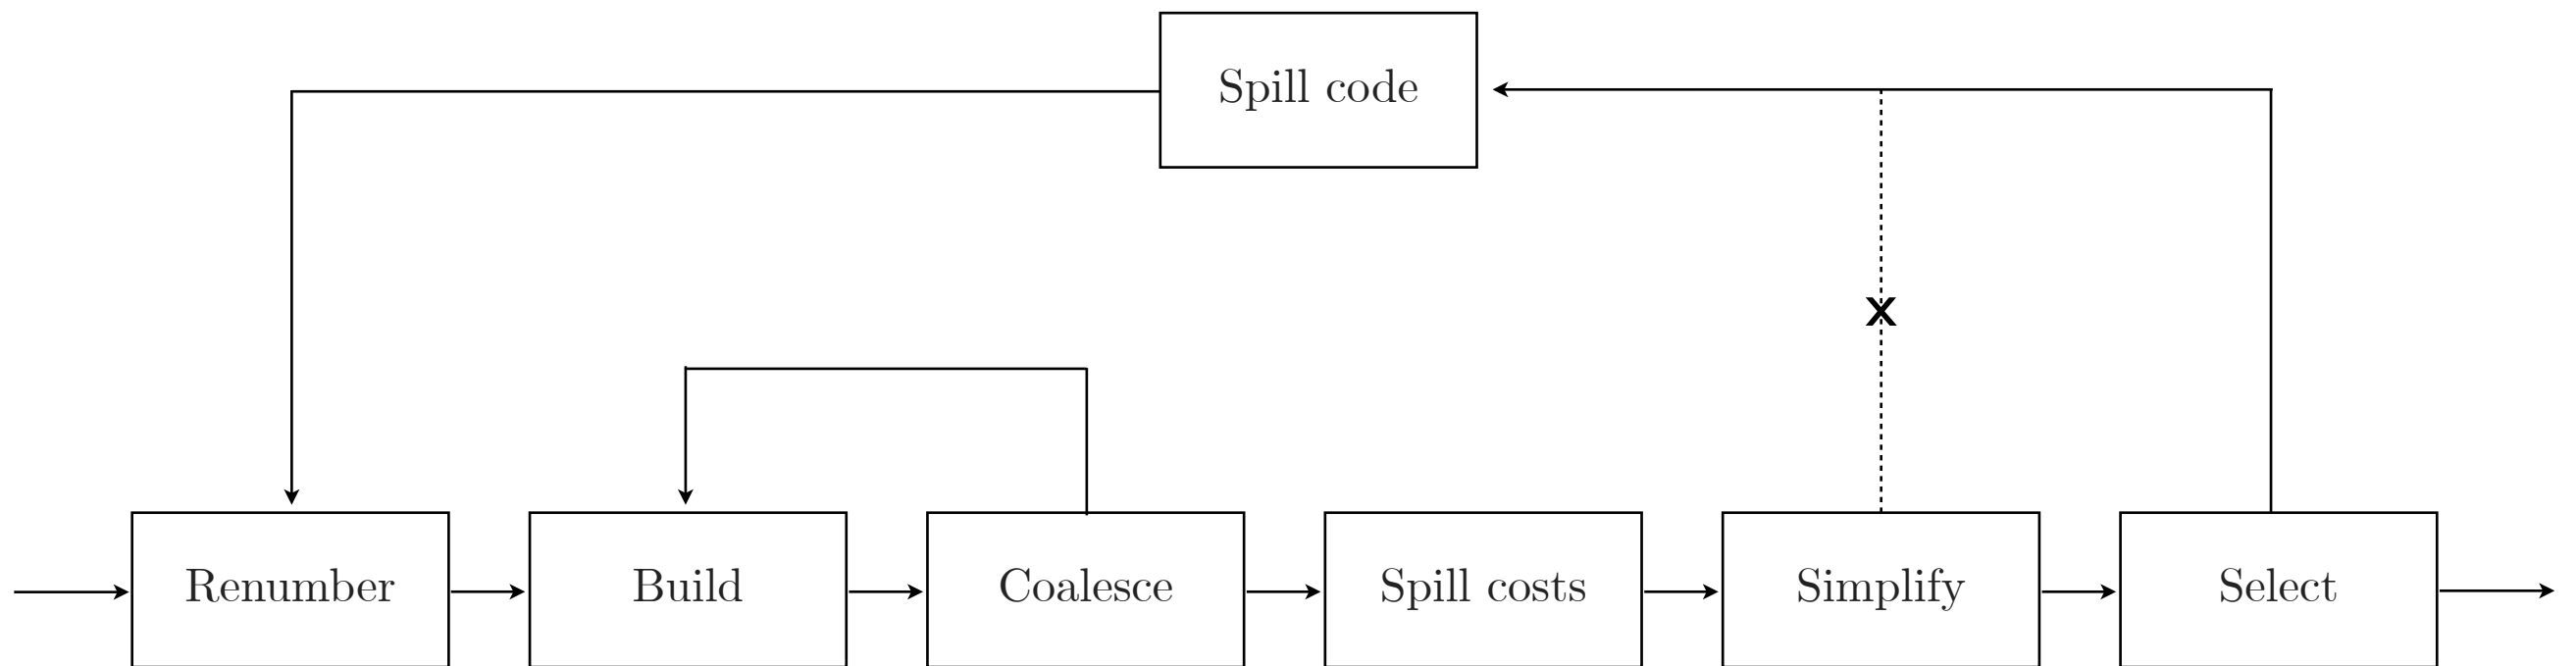 Spill code
X
Renumber
Build
Coalesce
Spill costs
Simplify
Select